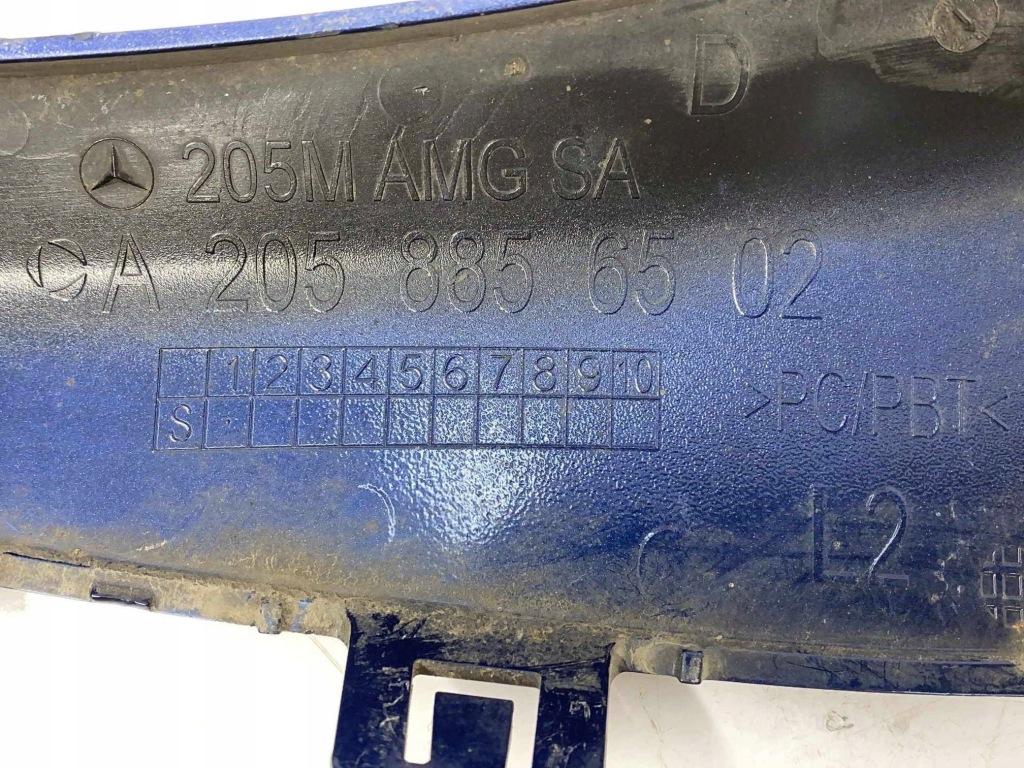 D
205M AMG SA
A 205 885 65 02
1 2 3 4 5 6 7 8 9 10
S
>PC/PBT<
L2